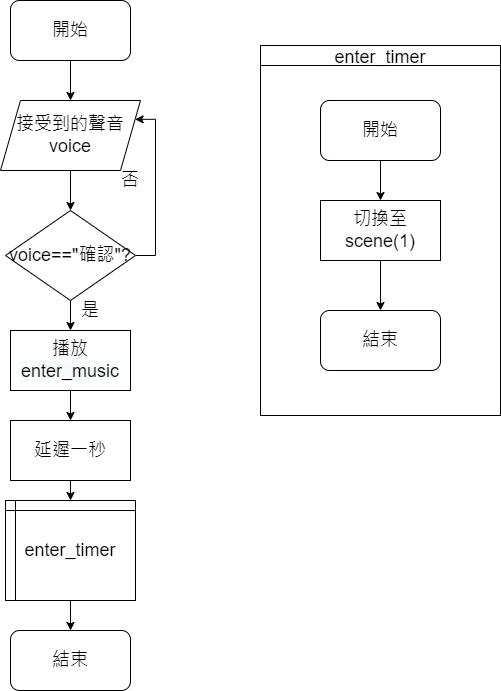 開始
接受到的聲音
voice
否
voice=="確認"?
是
播放
enter_music
延遲一秒
enter_timer
結束
enter_timer
開始
切換至
scene(1)
結束